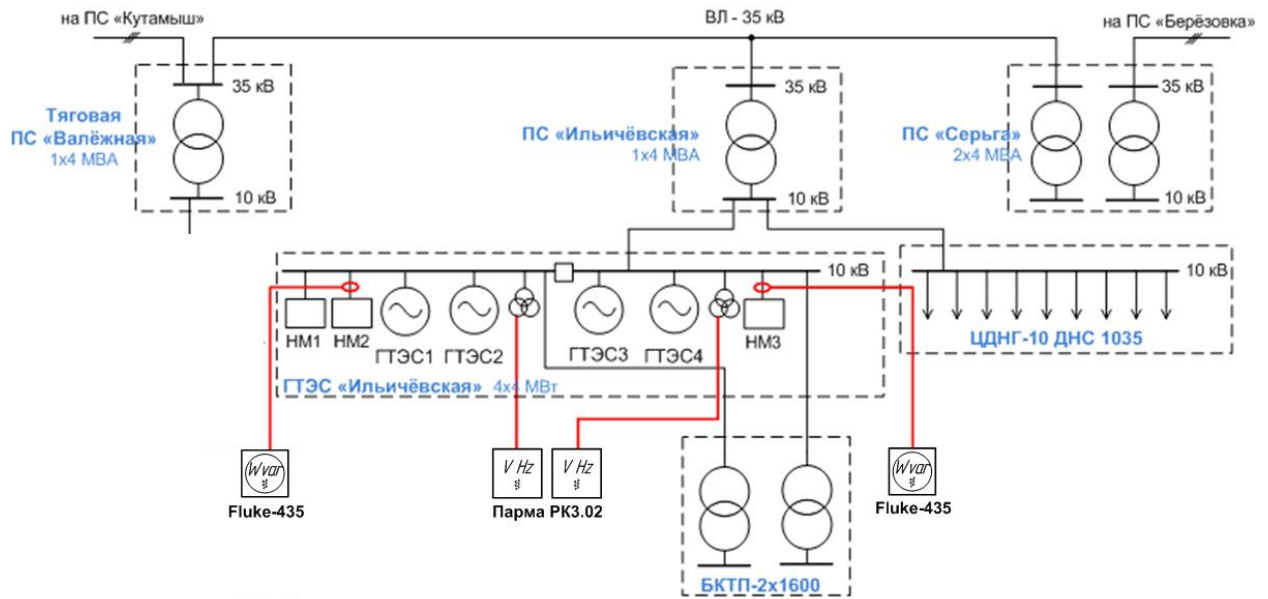 на ПС «Кутамыш»
ВЛ - 35 кВ
на ПС «Берёзовка»
35 кВ
35 кВ
35 кВ
Тяговая
ПС «Валёжная»
1х4 МВА
ПС «Ильичёвская»
1х4 МВА
ПС «Серьга»
2х4 МВА
10 кВ
10 кВ
10 кВ
10 кВ
10 кВ
НМ1
НМ2
ГТЭС1
ГТЭС2
ГТЭС3
ГТЭС4
НМ3
ЦДНГ-10 ДНС 1035
ГТЭС «Ильичёвская» 4х4 МВт
W var
V Hz
V Hz
W var
Fluke-435
Парма РК3.02
Fluke-435
БКТП-2х1600